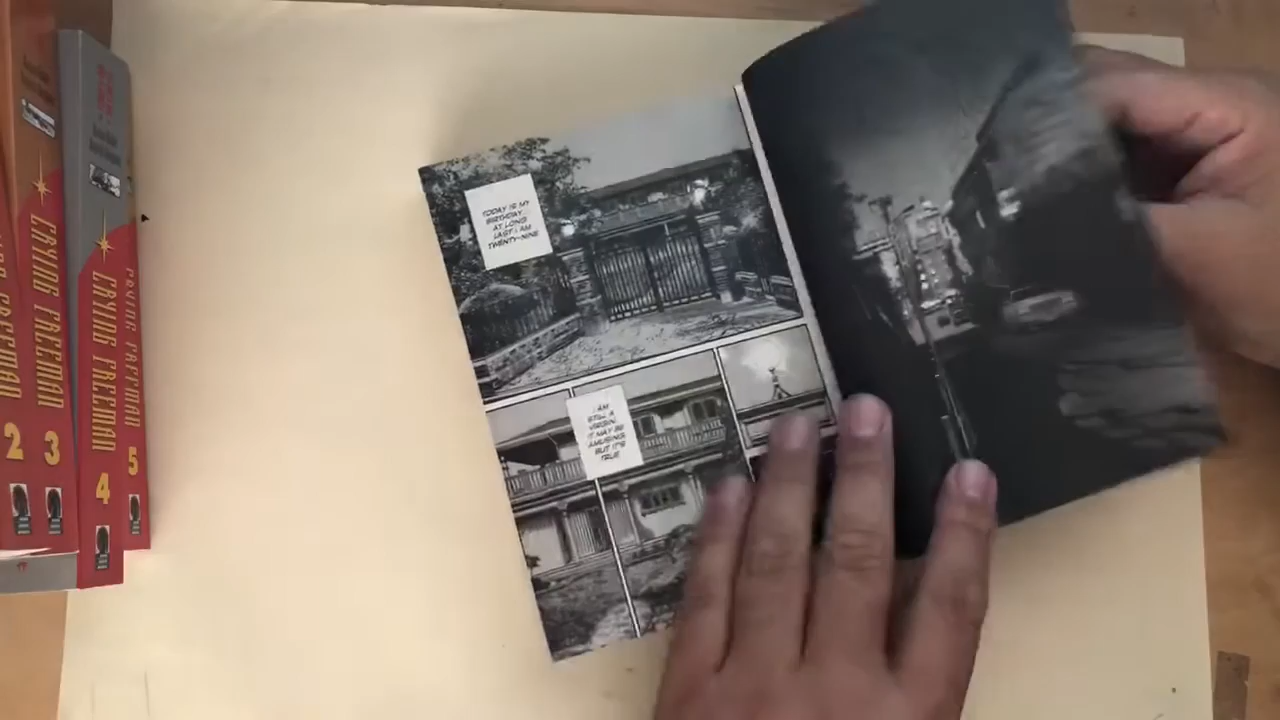 CRYING FREEMAN
2
3
CRYING FREEMAN
4
CRYING FREEMAN
5
TODAY IS MY
BIRTHDAY.
AT LONG
LAST I AM
TWENTY-NINE
I AM
STILL A
VIRGIN.
IT MAY BE
AMUSING
BUT IT'S
TRUE